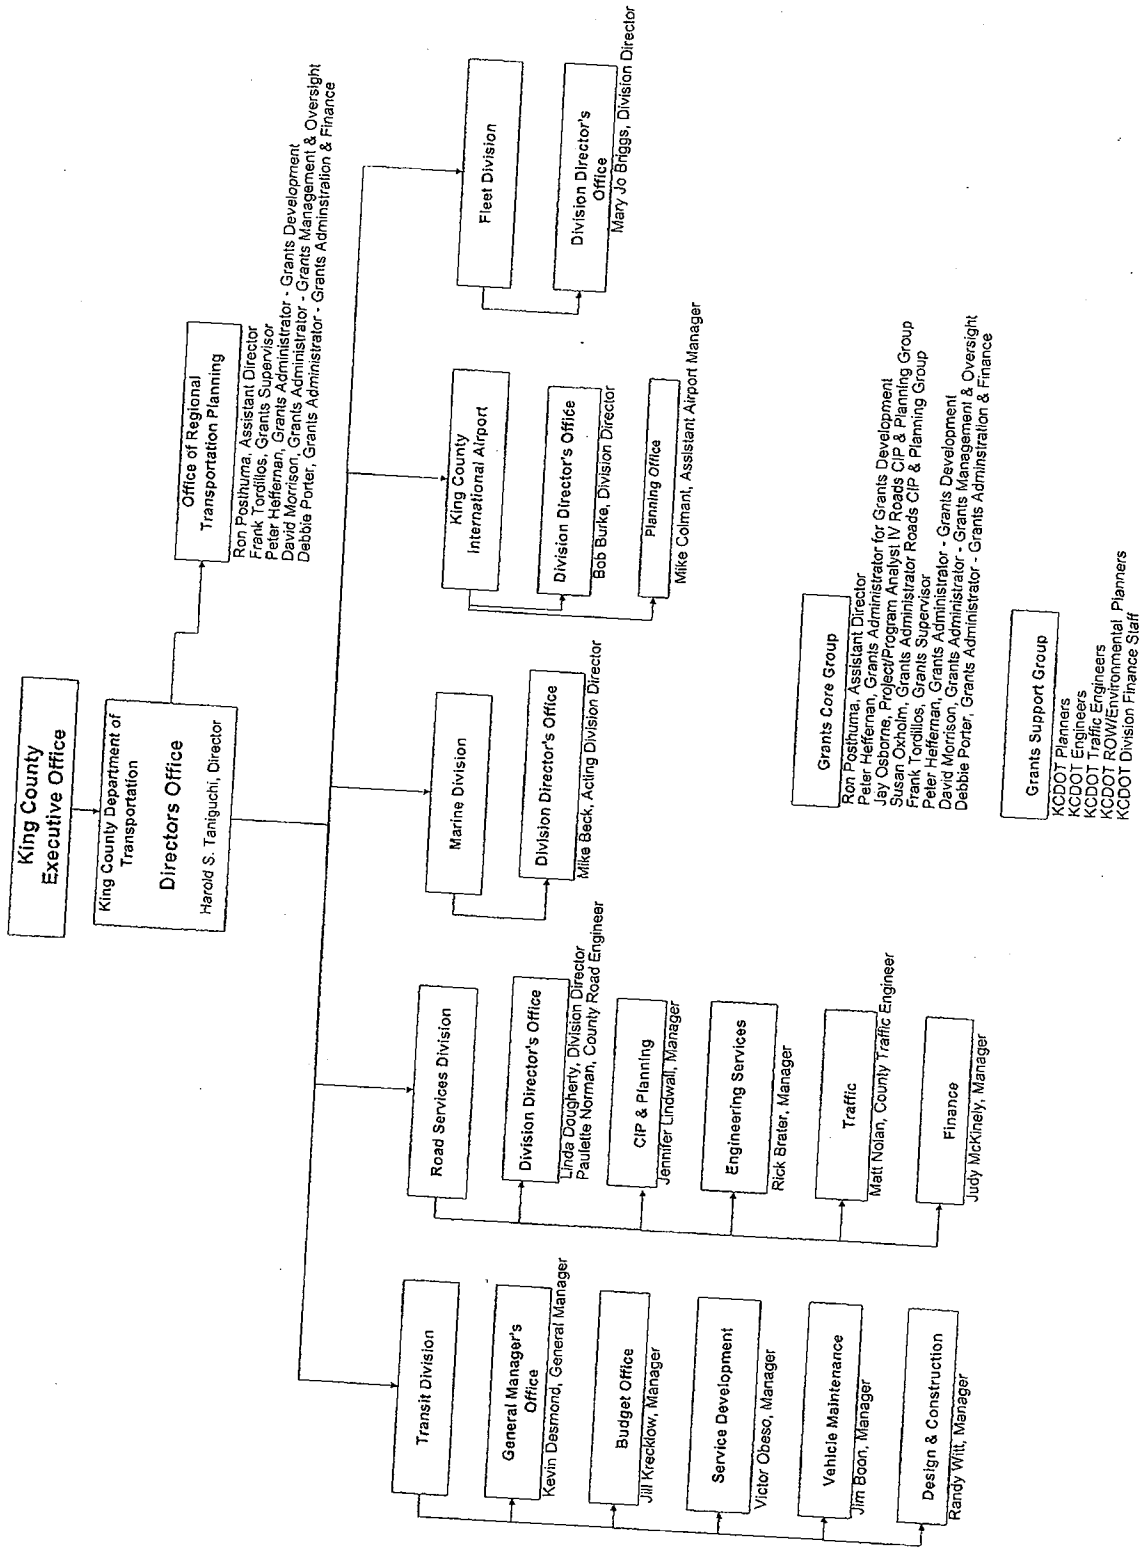 King County
Executive Office
King County Department of
Transportation
Directors Office
Harold S. Taniguchi, Director
Office of Regional
Transportation Planning
Ron Posthuma, Assistant Director
Frank Tordillos, Grants Supervisor
Peter Heffernan, Grants Administrator - Grants Development
David Morrison, Grants Administrator - Grants Management & Oversight
Debbie Porter, Grants Administrator - Grants Adminstration & Finance
Transit Division
General Manager's
Office
Kevin Desmond, General Manager
Budget Office
Jill Krecklow, Manager
Service Development
Victor Obeso, Manager
Vehicle Maintenance
Jim Boon, Manager
Design & Construction
Randy Witt, Manager
Road Services Division
Division Director's Office
Linda Dougherty, Division Director
Paulette Norman, County Road Engineer
CIP & Planning
Jennifer Lindwall, Manager
Engineering Services
Rick Brater, Manager
Traffic
Matt Nolan, County Traffic Engineer
Finance
Judy McKinely, Manager
Marine Division
Division Director's Office
Mike Beck, Acting Division Director
King County
International Airport
Division Director's Office
Bob Burke, Division Director
Planning Office
Mike Colmant, Assistant Airport Manager
Fleet Division
Division Director's
Office
Mary Jo Briggs, Division Director
Grants Core Group
Ron Posthuma, Assistant Director
Peter Heffernan, Grants Administrator for Grants Development
Jay Osborne, Project/Program Analyst IV Roads CIP & Planning Group
Susan Oxholm, Grants Administrator Roads CIP & Planning Group
Frank Tordillos, Grants Supervisor
Peter Heffernan, Grants Administrator - Grants Development
David Morrison, Grants Administrator - Grants Management & Oversight
Debbie Porter, Grants Administrator - Grants Adminstration & Finance
Grants Support Group
KCDOT Planners
KCDOT Engineers
KCDOT Traffic Engineers
KCDOT ROW/Environmental Planners
KCDOT Division Finance Staff